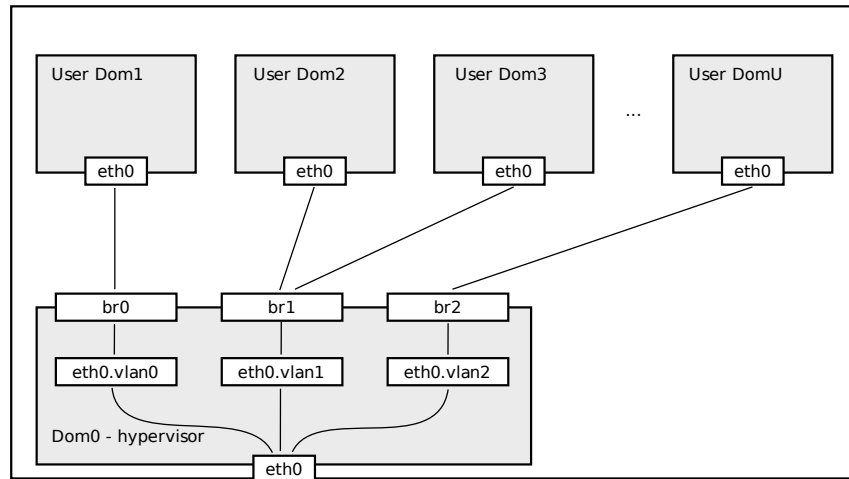 User Dom1
User Dom2
User Dom3
User DomU
...
eth0
eth0
eth0
eth0
br0
br1
br2
eth0.vlan0
eth0.vlan1
eth0.vlan2
Dom0 - hypervisor
eth0